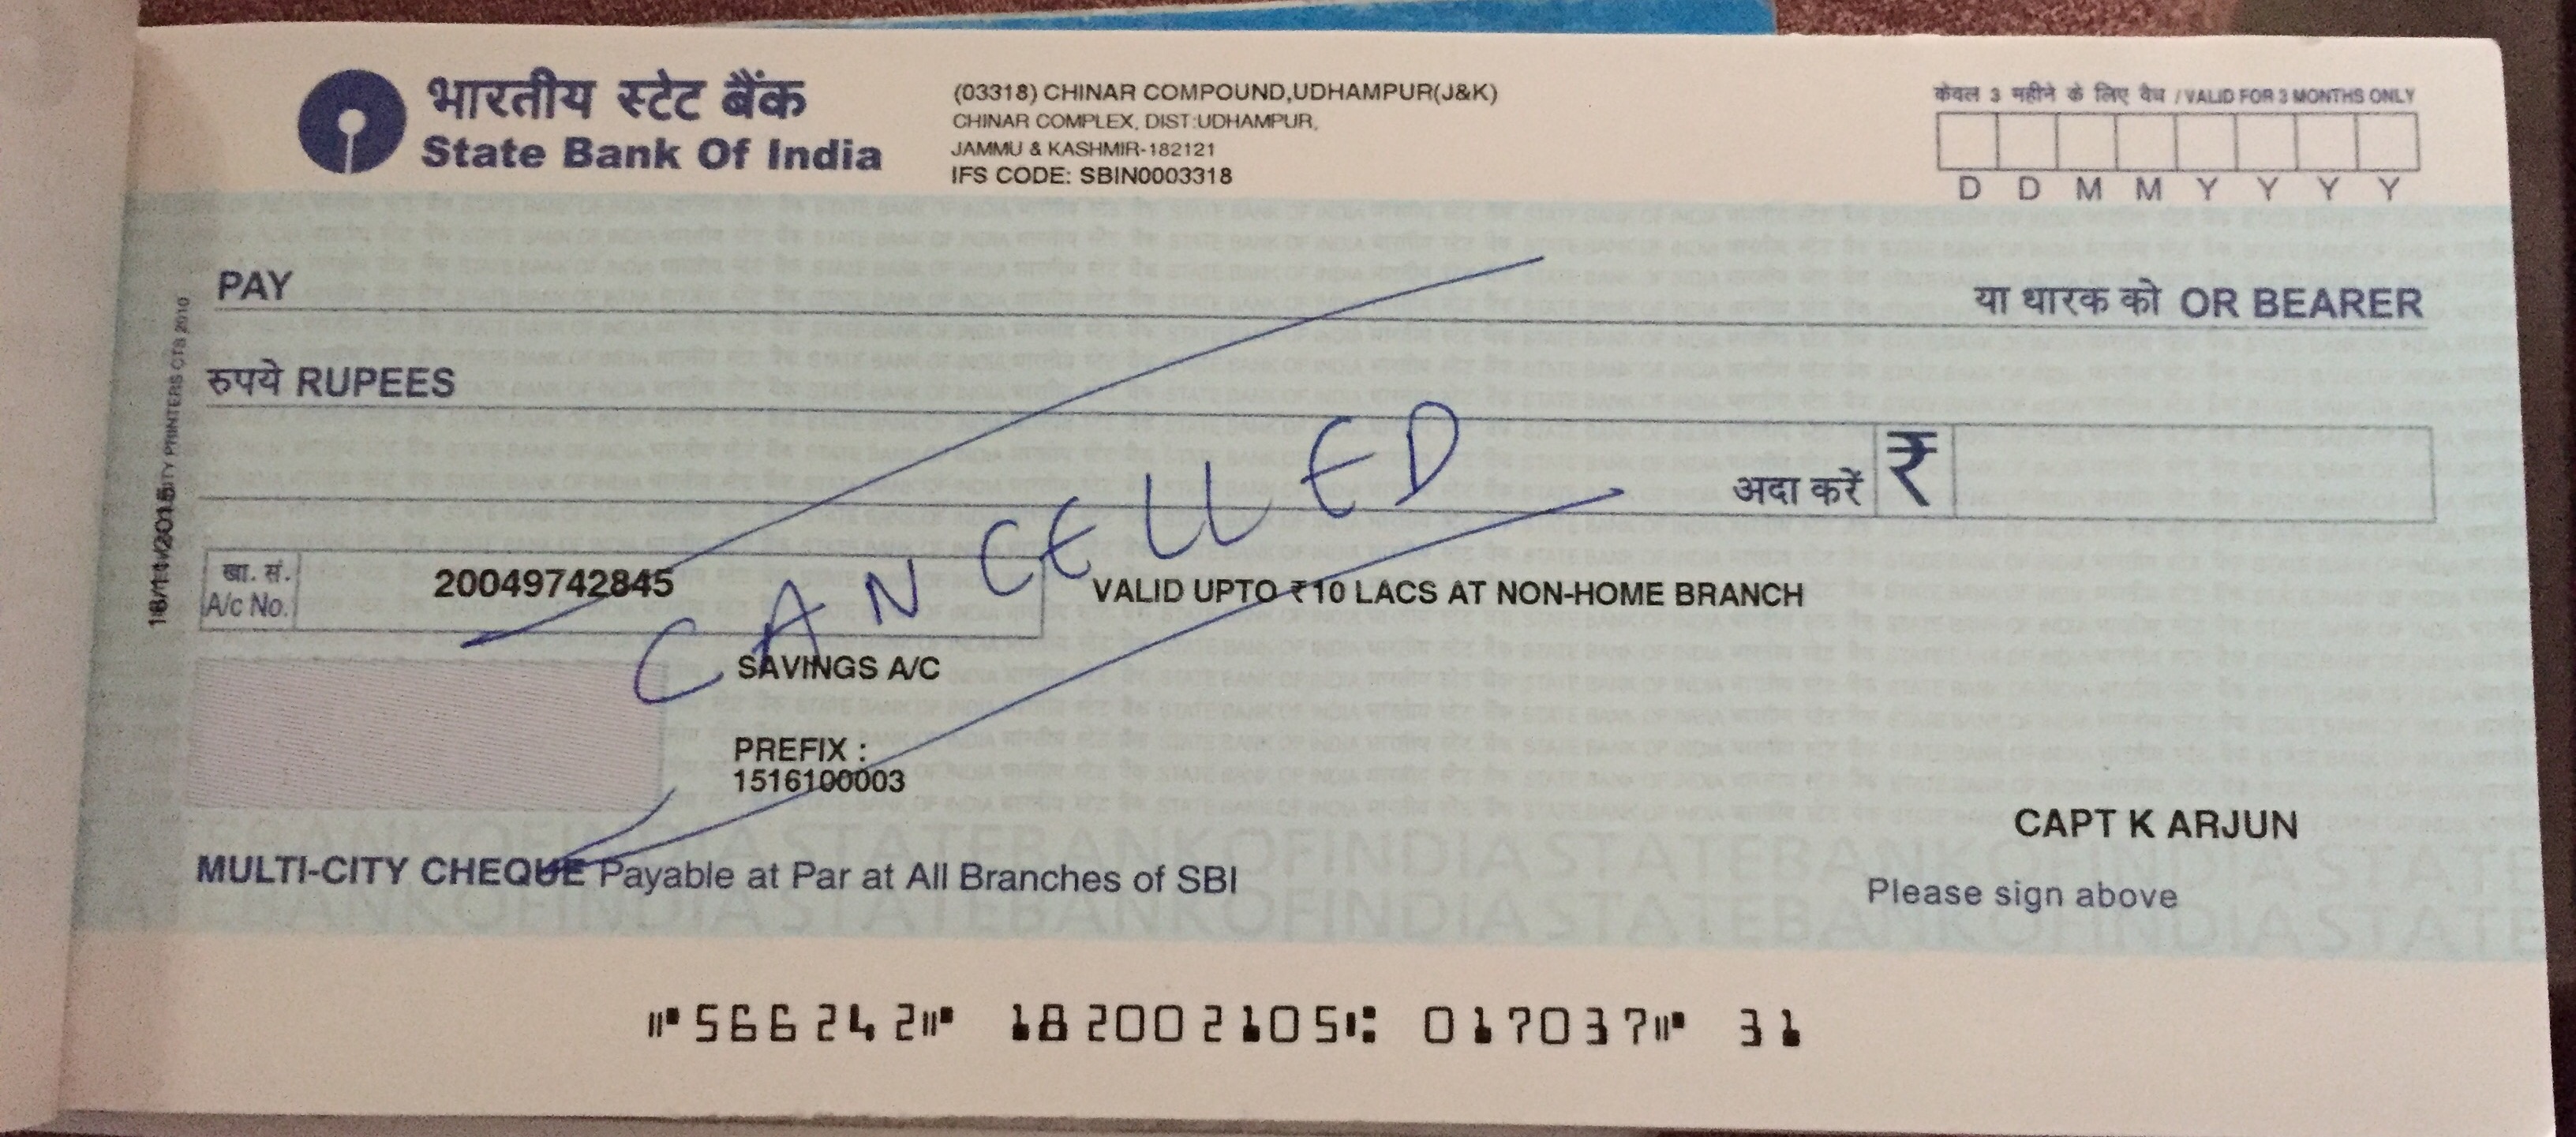 भारतीय स्टेट बैंक
State Bank Of India
(03318) CHINAR COMPOUND,UDHAMPUR(J&K)
CHINAR COMPLEX, DIST:UDHAMPUR,
JAMMU & KASHMIR-182121
IFS CODE: SBIN0003318
केवल 3 महीने के लिए वैध / VALID FOR 3 MONTHS ONLY
D D M M Y Y Y Y
PAY
या धारक को OR BEARER
रुपये RUPEES
अदा करें ₹
CANCELLED
खा. सं.
A/c No.
20049742845
VALID UPTO ₹ 10 LACS AT NON-HOME BRANCH
SAVINGS A/C
PREFIX :
1516100003
CAPT K ARJUN
MULTI-CITY CHEQUE Payable at Par at All Branches of SBI
Please sign above
PRINTERS CTS 2010
⑈566242⑈ 182002105⑆ 017037⑈ 31